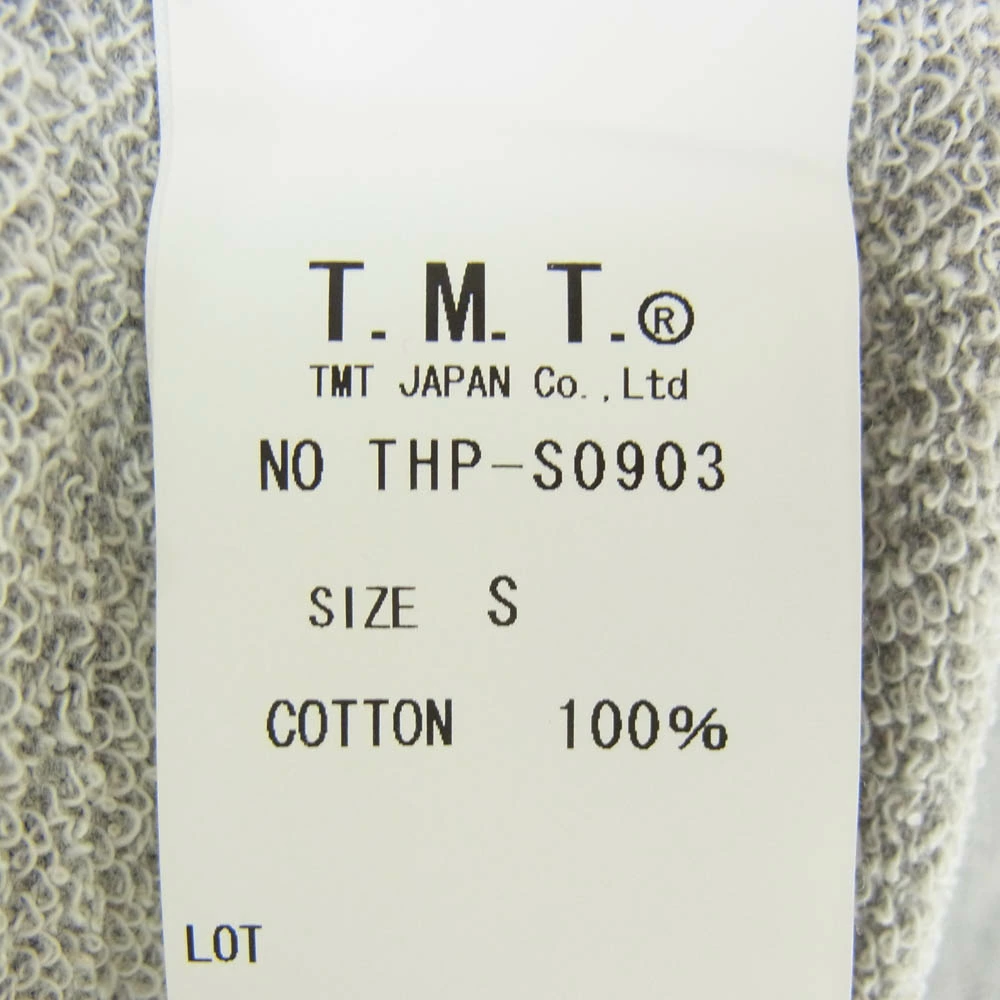 T.M.T.®
TMT JAPAN Co.,Ltd
NO THP-S0903
SIZE S
COTTON 100%
LOT